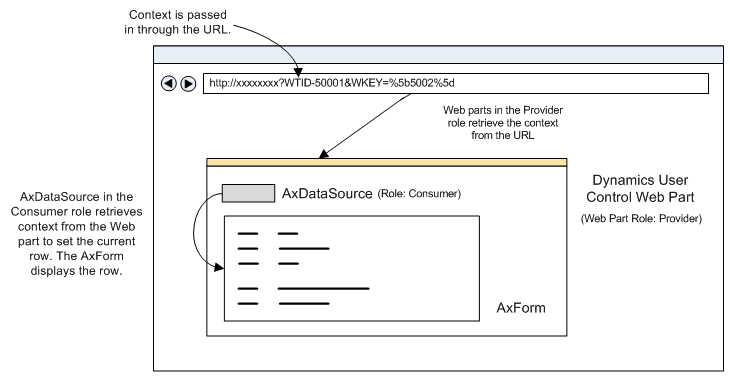 Context is passed
in through the URL.
http://xxxxxxxx?WTID-50001&WKEY=%5b5002%5d
Web parts in the Provider
role retrieve the context
from the URL
AxDataSource in the
Consumer role retrieves
context from the Web
part to set the current
row. The AxForm
displays the row.
AxDataSource (Role: Consumer)
Dynamics User
Control Web Part
(Web Part Role: Provider)
AxForm